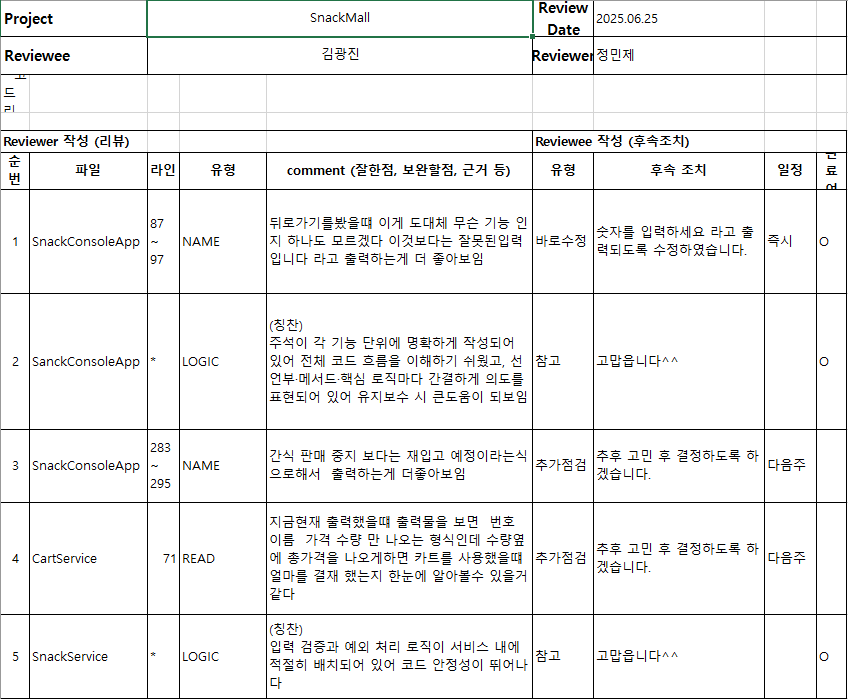 Project SnackMall Review Date 2025.06.25
Reviewee 김광진 Reviewer 정민제
코
드
리
Reviewer 작성 (리뷰) Reviewee 작성 (후속조치)
순번 파일 라인 유형 comment (잘한점, 보완할점, 근거 등) 유형 후속 조치 일정 료
1 SnackConsoleApp 87 ~ 97 NAME
뒤로가기를봤을떄 이게 도대체 무슨 기능 인
지 하나도 모르겠다 이것보다는 잘못된입력
입니다 라고 출력하는게 더 좋아보임
바로수정
숫자를 입력하세요 라고 출
력되도록 수정하였습니다.
즉시 O
2 SanckConsoleApp * LOGIC
(칭찬)
주석이 각 기능 단위에 명확하게 작성되어
있어 전체 코드 흐름을 이해하기 쉬웠고, 선
언부·메서드·핵심 로직마다 간결하게 의도를
표현되어 있어 유지보수 시 큰도움이 되보임
참고 고맙읍니다^^ O
3 SnackConsoleApp 283 ~ 295 NAME
간식 판매 중지 보다는 재입고 예정이라는식
으로해서 출력하는게 더좋아보임
추가점검
추후 고민 후 결정하도록 하
겠습니다.
다음주
4 CartService 71 READ
지금현재 출력했을떄 출력물을 보면 번호
이름 가격 수량 만 나오는 형식인데 수량옆
에 총가격을 나오게하면 카트를 사용했을떄
얼마를 결재 했는지 한눈에 알아볼수 있을거
같다
추가점검
추후 고민 후 결정하도록 하
겠습니다.
다음주
5 SnackService * LOGIC
(칭찬)
입력 검증과 예외 처리 로직이 서비스 내에
적절히 배치되어 있어 코드 안정성이 뛰어나
다
참고 고맙읍니다^^ O